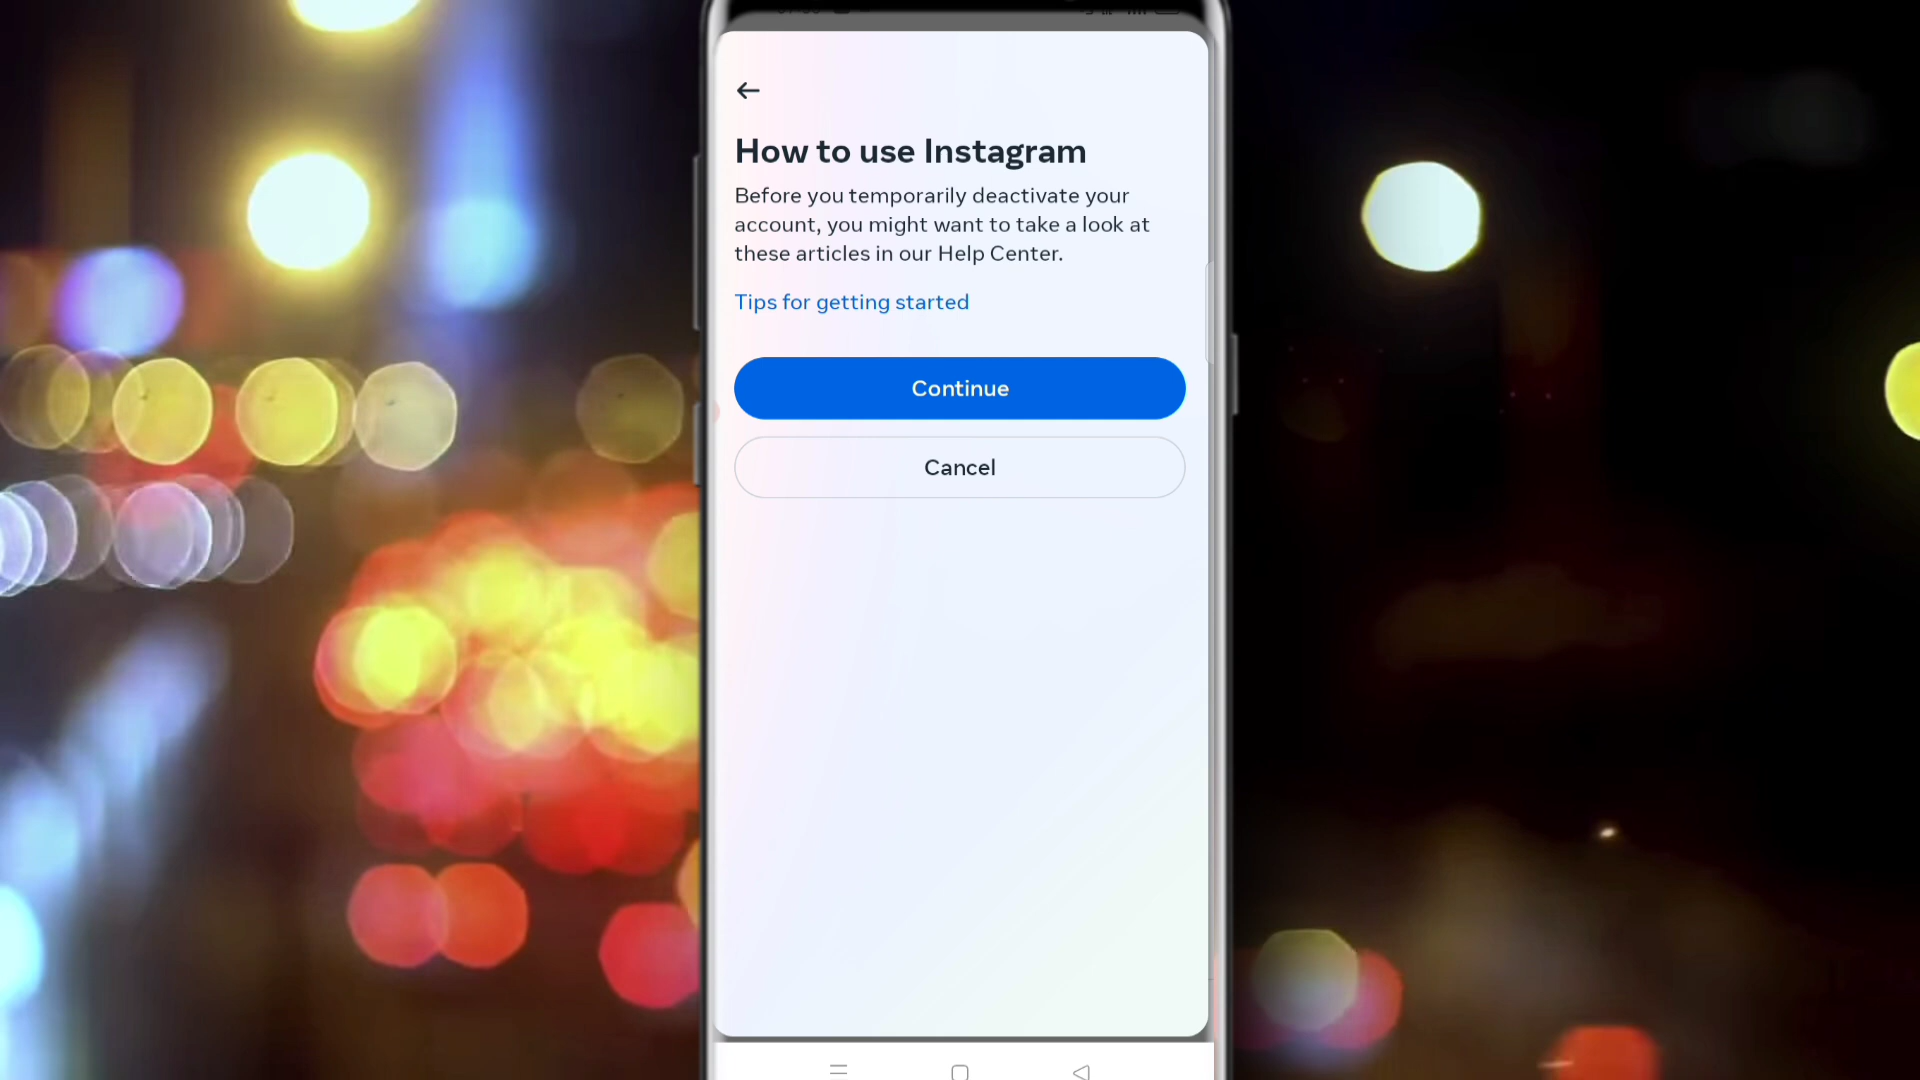 How to use Instagram
Before you temporarily deactivate your
account, you might want to take a look at
these articles in our Help Center.
Tips for getting started
Continue
Cancel